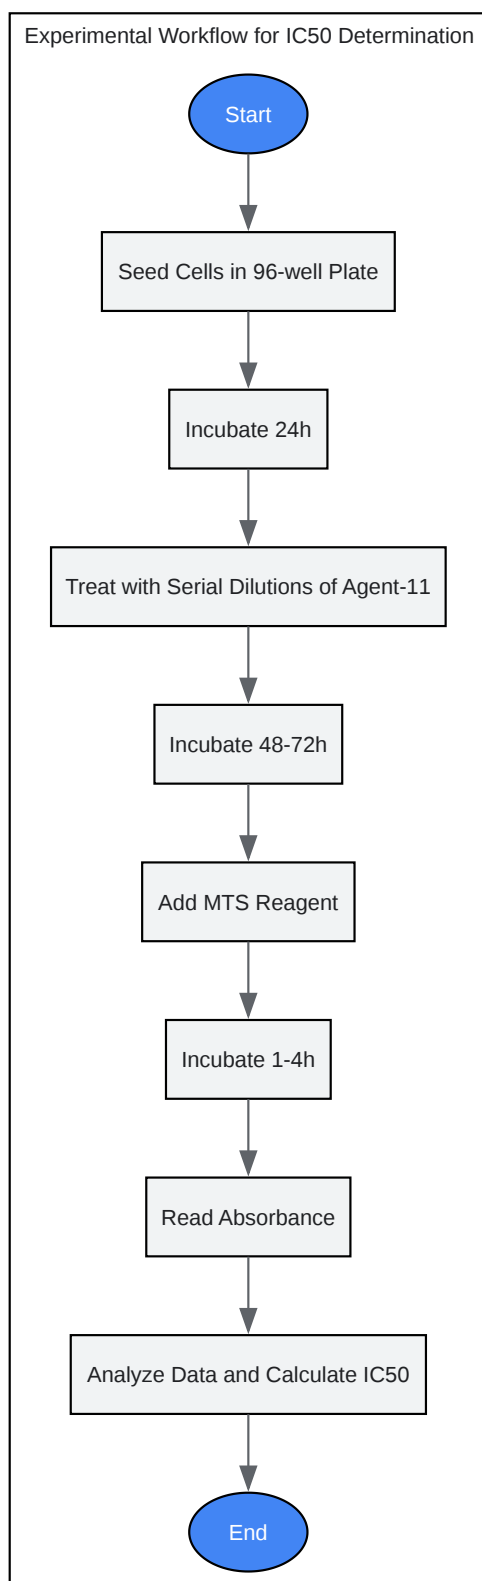 Experimental Workflow for IC50 Determination
Start
Seed Cells in 96-well Plate
Incubate 24h
Treat with Serial Dilutions of Agent-11
Incubate 48-72h
Add MTS Reagent
Incubate 1-4h
Read Absorbance
Analyze Data and Calculate IC50
End